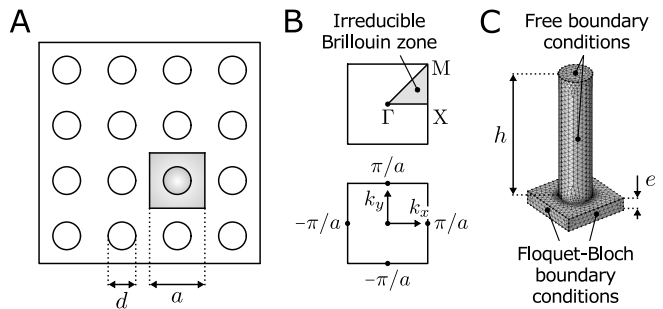 A
d
a
B
Irreducible
Brillouin zone
M
Γ
X
π/a
k_y
k_x
−π/a
π/a
−π/a
C
Free boundary
conditions
h
e
Floquet-Bloch
boundary
conditions